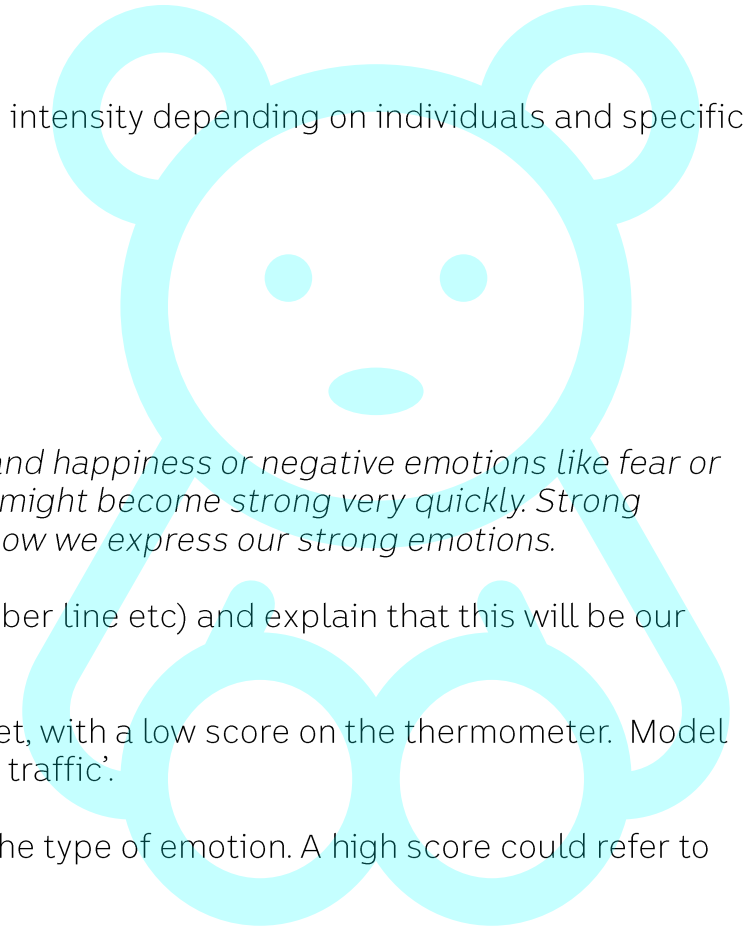 intensity depending on individuals and specific
and happiness or negative emotions like fear or
might become strong very quickly. Strong
ow we express our strong emotions.
ber line etc) and explain that this will be our
et, with a low score on the thermometer.  Model
traffic’.
he type of emotion. A high score could refer to